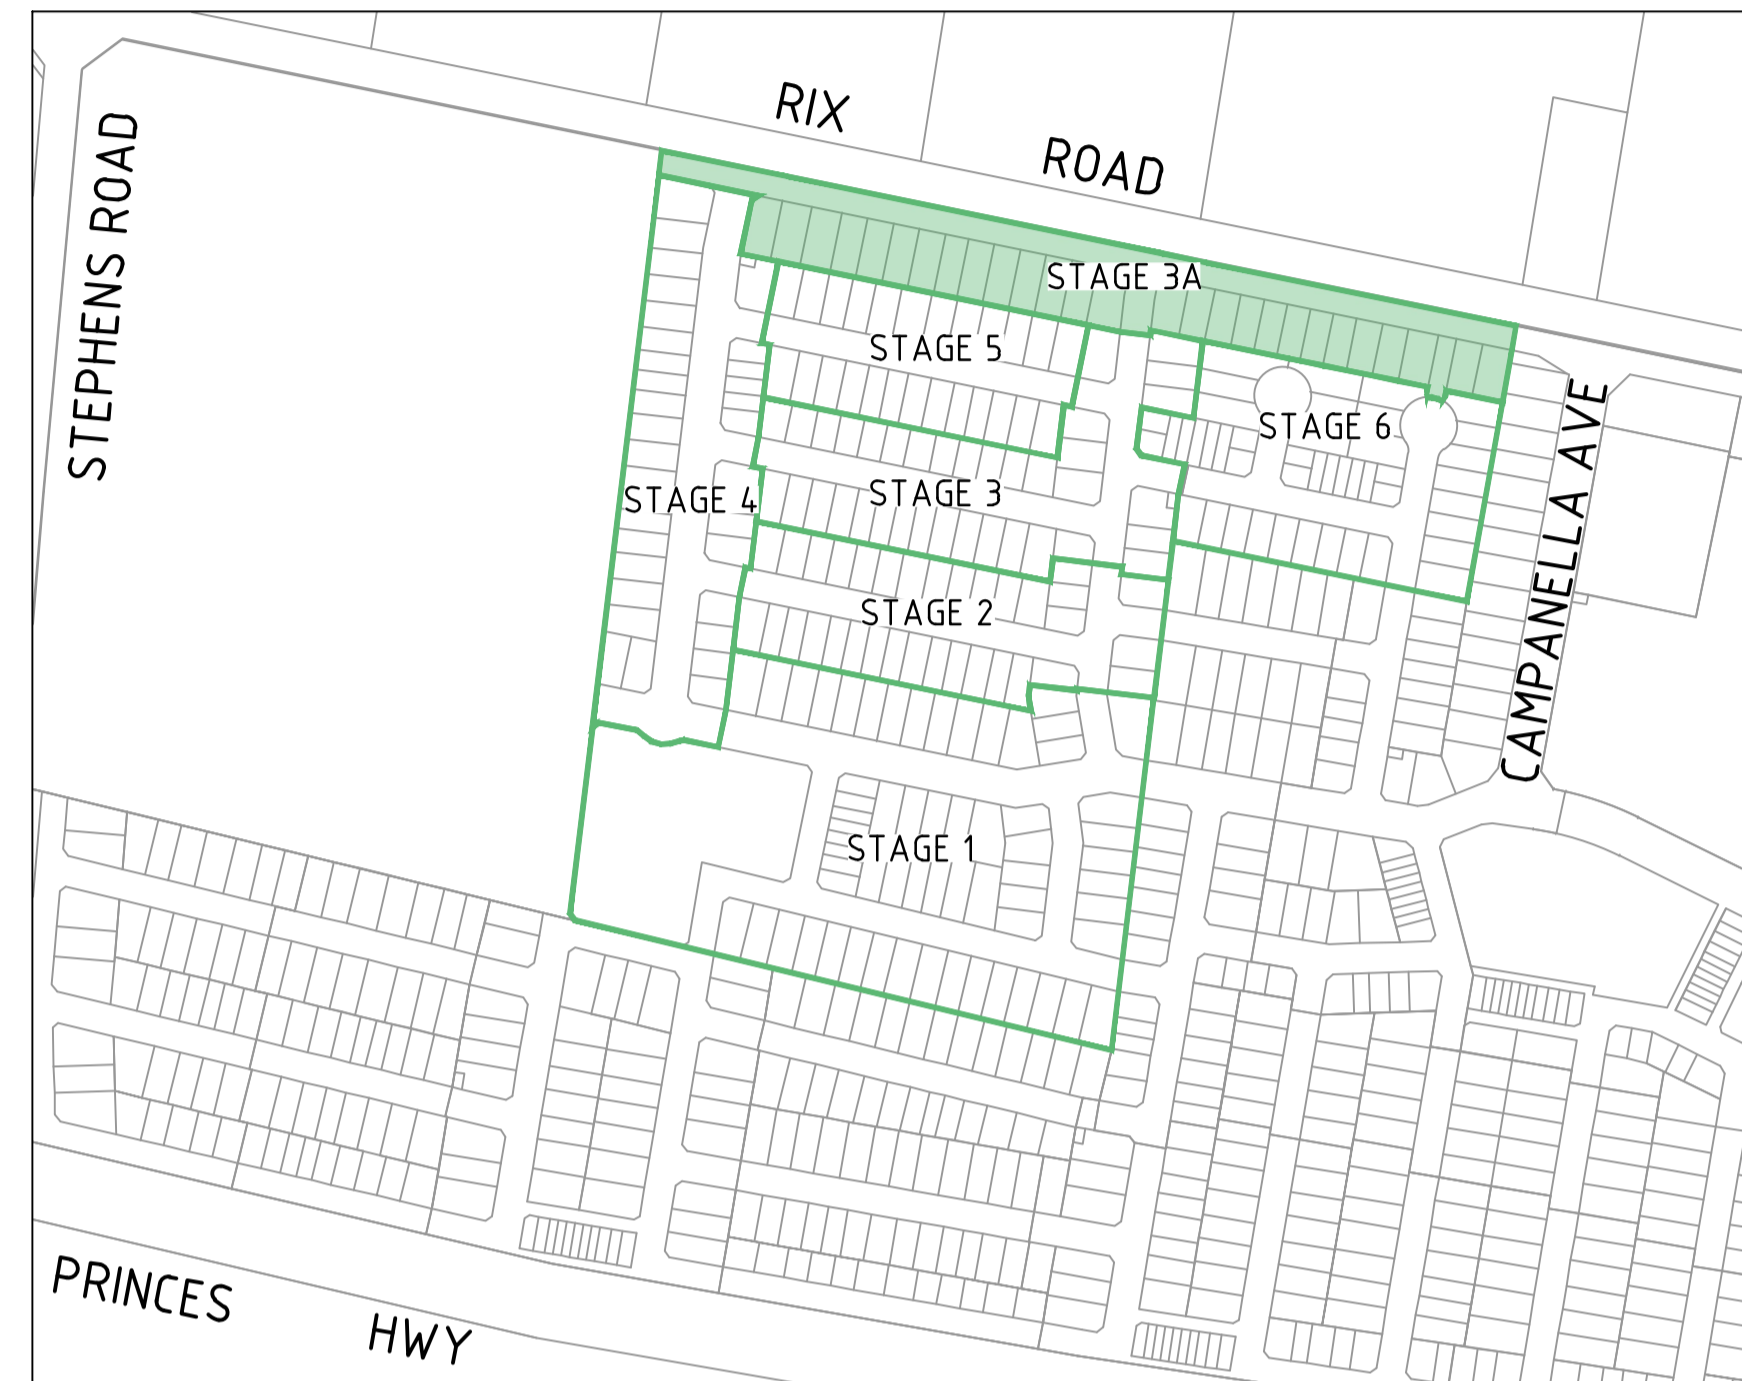 RIX
ROAD
STEPHENS ROAD
STAGE 3A
STAGE 5
STAGE 6
STAGE 4
STAGE 3
STAGE 2
CAMPANELLA AVE
STAGE 1
PRINCES
HWY